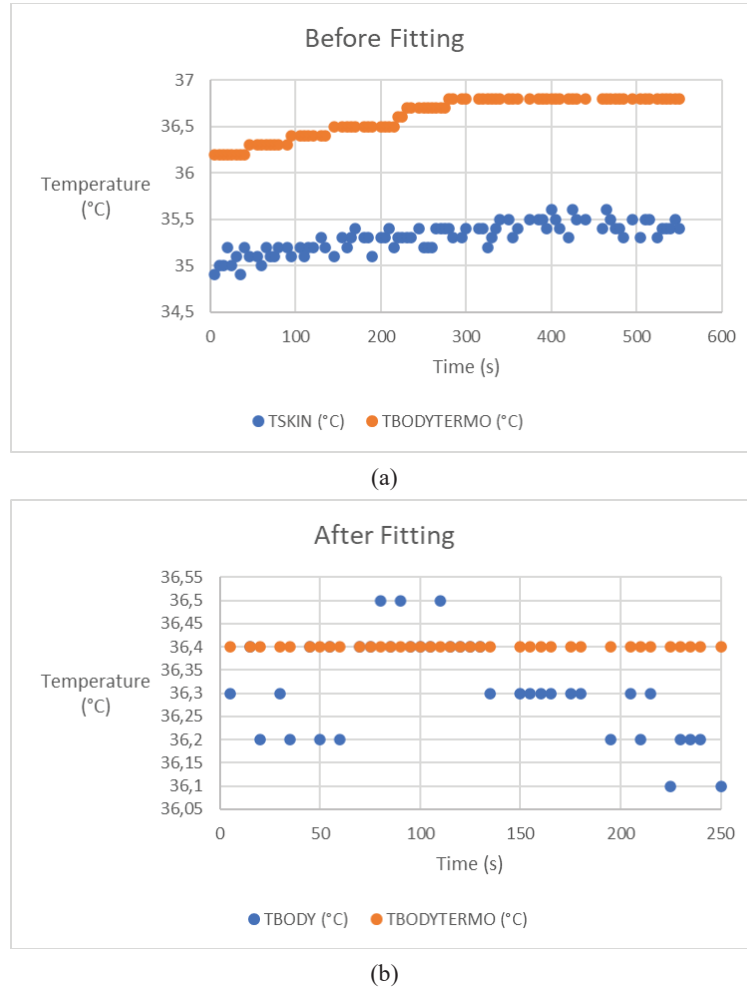 Before Fitting
37
36,5
36
35,5
35
34,5
Temperature
(°C)
0 100 200 300 400 500 600
Time (s)
TSKIN (°C) TBODYTERMO (°C)
(a)
After Fitting
36,55
36,5
36,45
36,4
36,35
36,3
36,25
36,2
36,15
36,1
36,05
Temperature
(°C)
0 50 100 150 200 250
Time (s)
TBODY (°C) TBODYTERMO (°C)
(b)